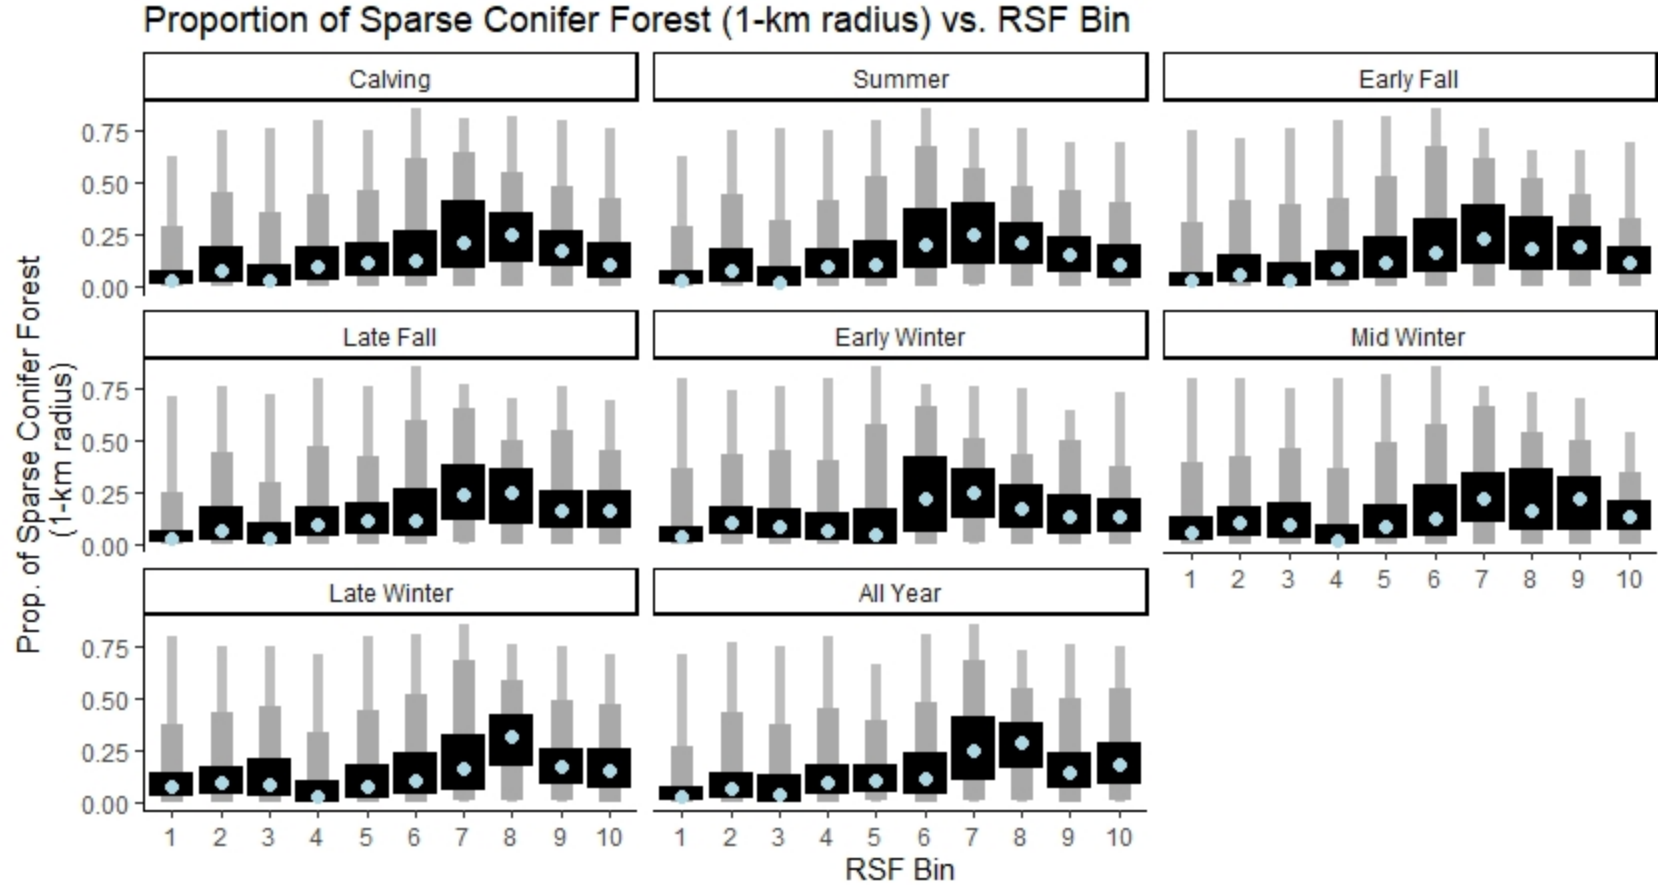 Proportion of Sparse Conifer Forest (1-km radius) vs. RSF Bin
Prop. of Sparse Conifer Forest
(1-km radius)
Calving
Summer
Early Fall
0.75
0.50
0.25
0.00
Late Fall
Early Winter
Mid Winter
0.75
0.50
0.25
0.00
1 2 3 4 5 6 7 8 9 10
Late Winter
All Year
0.75
0.50
0.25
0.00
1 2 3 4 5 6 7 8 9 10
1 2 3 4 5 6 7 8 9 10
RSF Bin